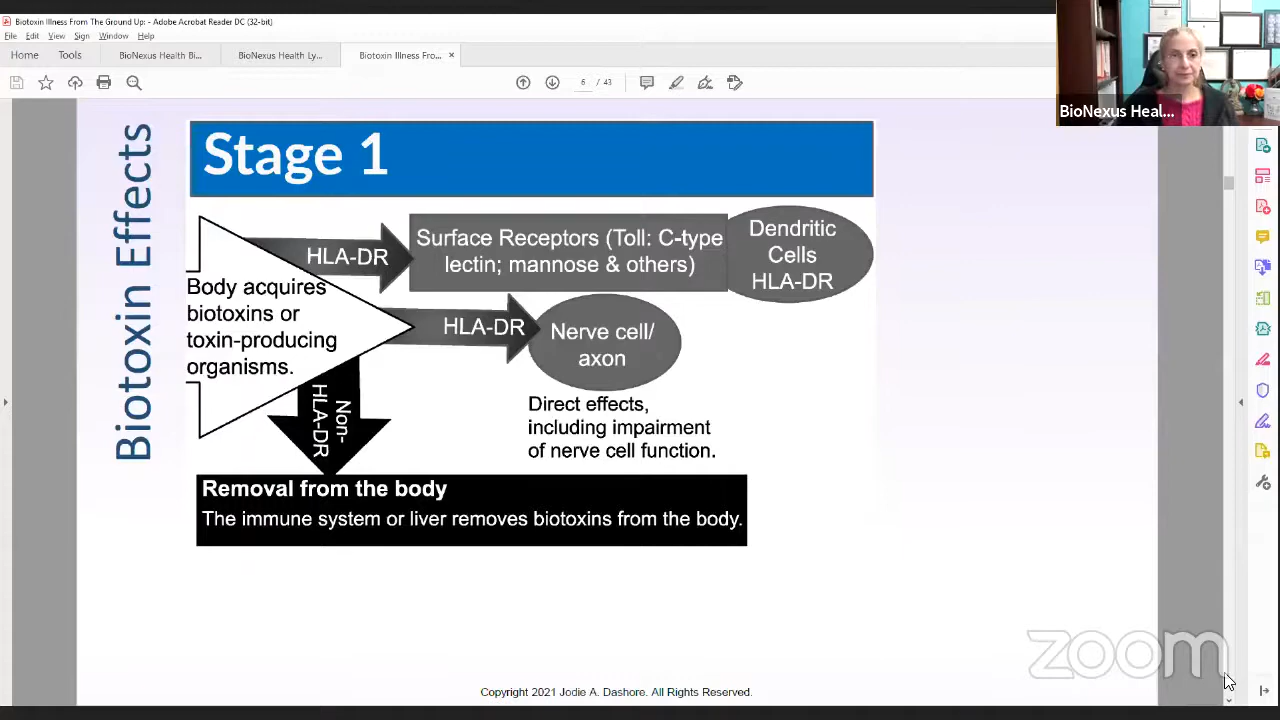 Biotoxin Illness From The Ground Up: - Adobe Acrobat Reader DC (32-bit)
File Edit View Sign Window Help
Home Tools BioNexus Health Bi... BioNexus Health Ly... Biotoxin Illness Fro... ×
6 / 43
BioNexus Heal...
Biotoxin Effects
Stage 1
HLA-DR
Surface Receptors (Toll: C-type
lectin; mannose & others)
Dendritic
Cells
HLA-DR
Body acquires
biotoxins or
toxin-producing
organisms.
HLA-DR
Nerve cell/
axon
Non-
HLA-DR
Direct effects,
including impairment
of nerve cell function.
Removal from the body
The immune system or liver removes biotoxins from the body.
zoom
Copyright 2021 Jodie A. Dashore. All Rights Reserved.